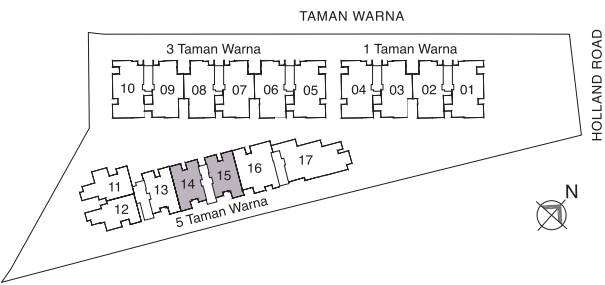 TAMAN WARNA
HOLLAND ROAD
3 Taman Warna
1 Taman Warna
10 09 08 07 06 05
04 03 02 01
11
12
13
14
15
16
17
5 Taman Warna
N